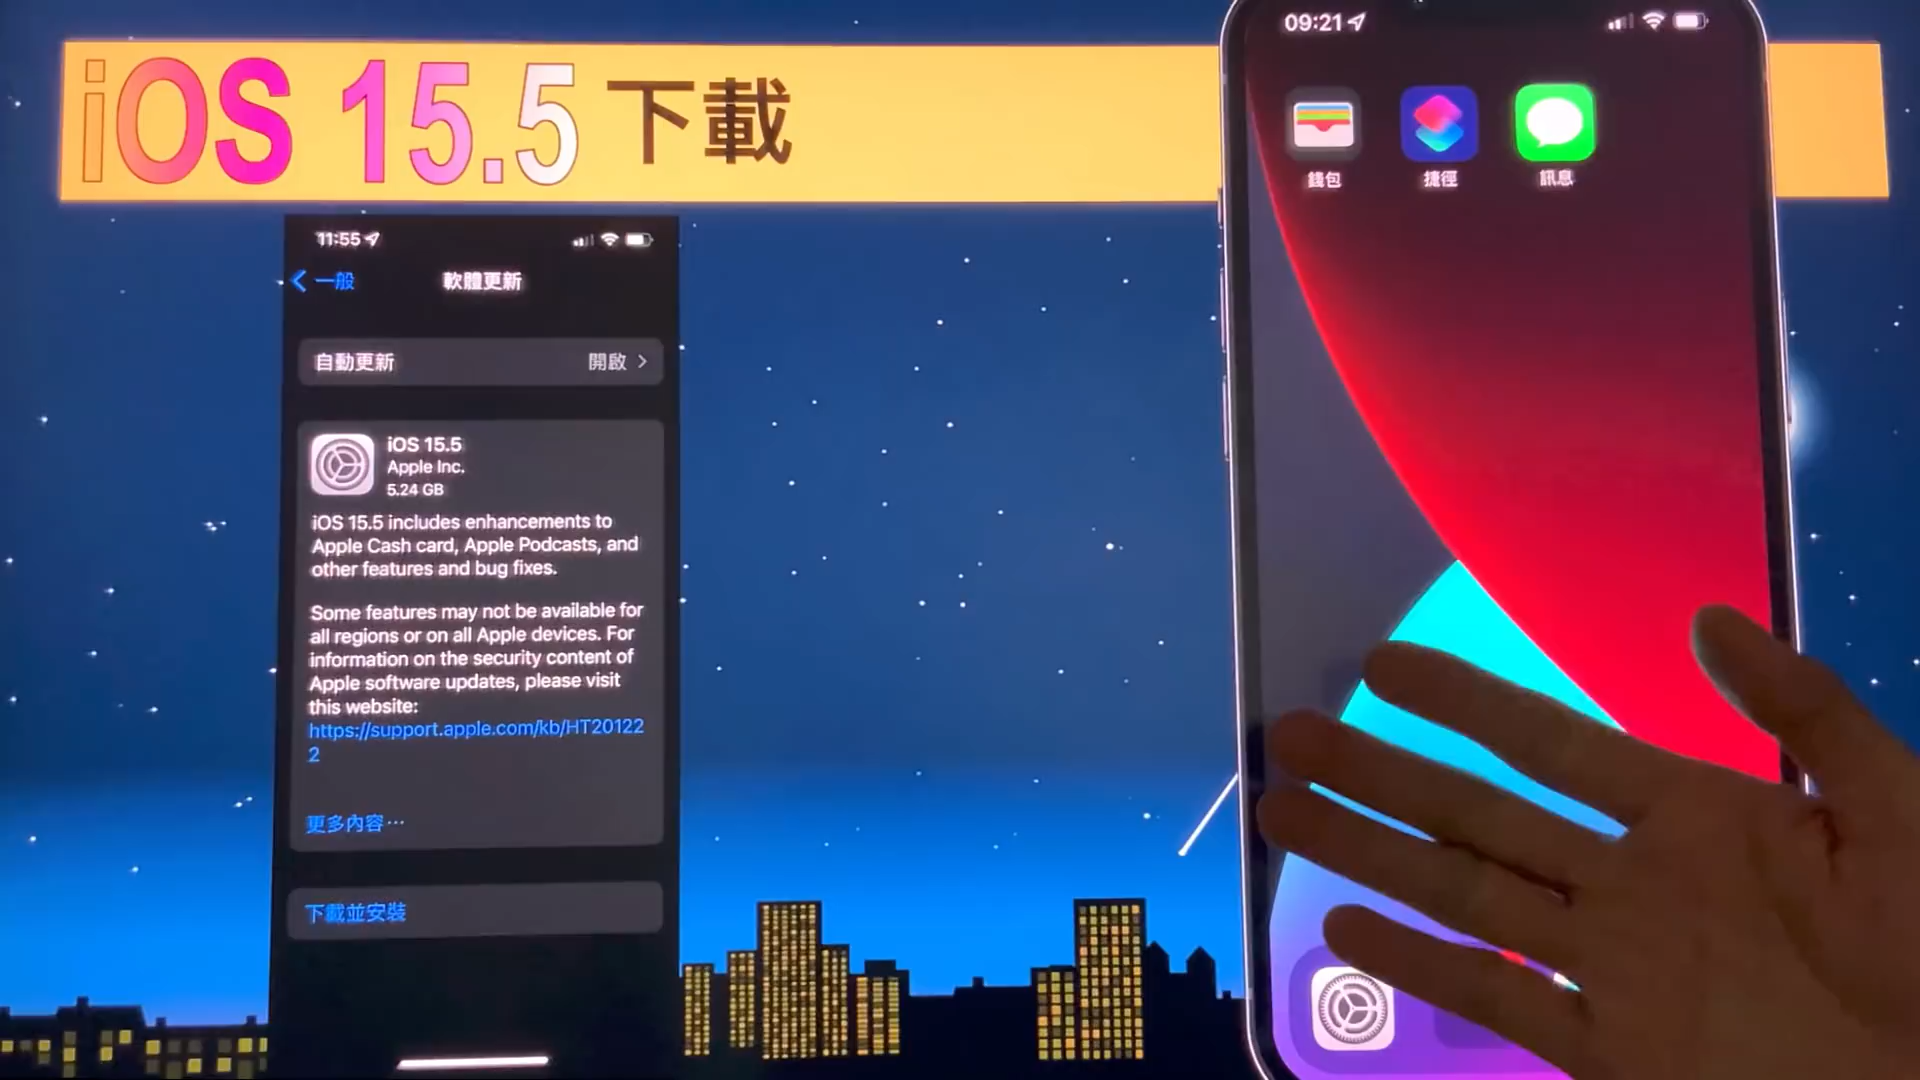 iOS 15.5 下載
11:55
一般
軟體更新
自動更新
開啟
iOS 15.5
Apple Inc.
5.24 GB
iOS 15.5 includes enhancements to
Apple Cash card, Apple Podcasts, and
other features and bug fixes.
Some features may not be available for
all regions or on all Apple devices. For
information on the security content of
Apple software updates, please visit
this website:
https://support.apple.com/kb/HT20122
2
更多內容…
下載並安裝
09:21
錢包
捷徑
訊息